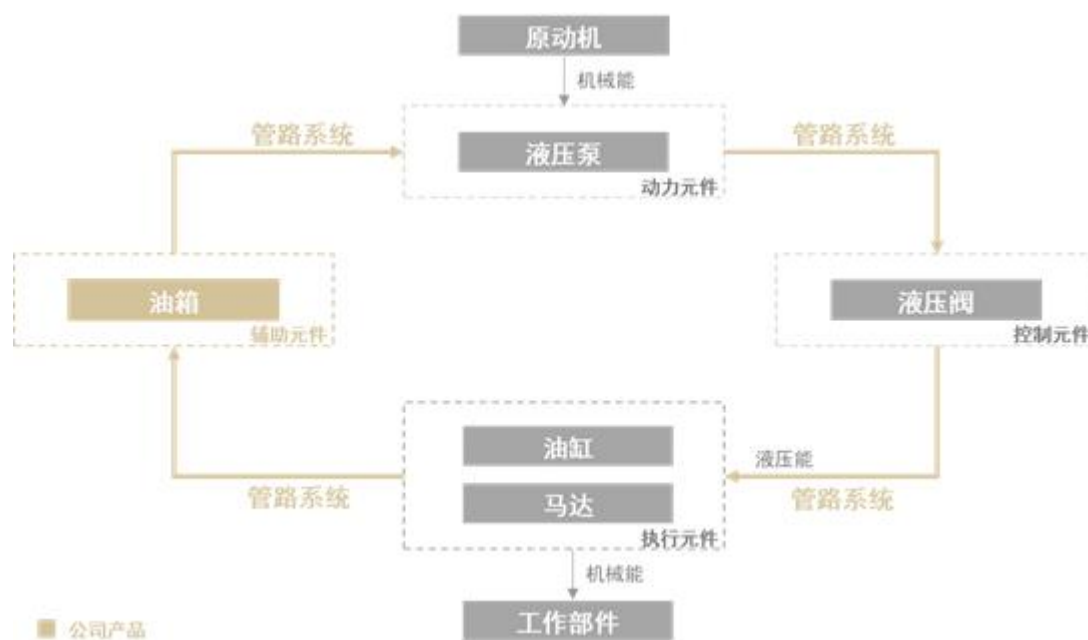 原动机
机械能
管路系统
液压泵
管路系统
动力元件
油箱
辅助元件
液压阀
控制元件
油缸
液压能
管路系统
马达
管路系统
执行元件
机械能
工作部件
公司产品